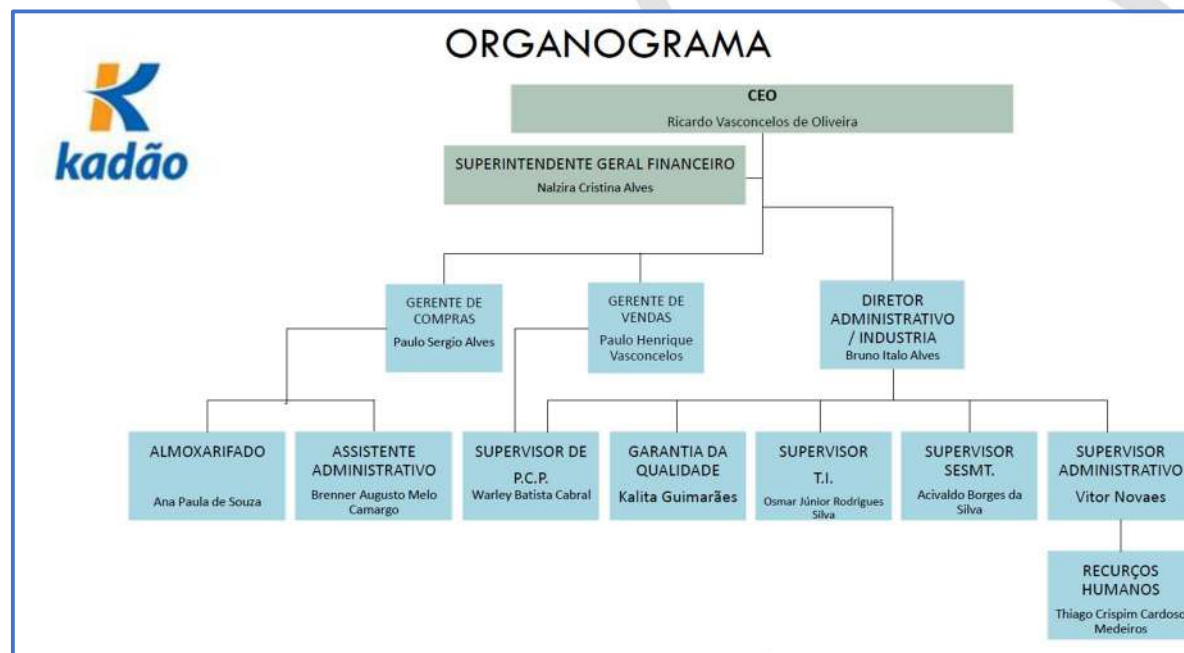 ORGANOGRAMA
kadão
CEO
Ricardo Vasconcelos de Oliveira
SUPERINTENDENTE GERAL FINANCEIRO
Nalzira Cristina Alves
GERENTE DE
COMPRAS
Paulo Sergio Alves
GERENTE DE
VENDAS
Paulo Henrique
Vasconcelos
DIRETOR
ADMINISTRATIVO
/ INDUSTRIA
Bruno Italo Alves
ALMOXARIFADO
Ana Paula de Souza
ASSISTENTE
ADMINISTRATIVO
Brenner Augusto Melo
Camargo
SUPERVISOR DE
P.C.P.
Warley Batista Cabral
GARANTIA DA
QUALIDADE
Kalita Guimarães
SUPERVISOR
T.I.
Osmar Júnior Rodrigues
Silva
SUPERVISOR
SESMT.
Acivaldo Borges da
Silva
SUPERVISOR
ADMINISTRATIVO
Vitor Novaes
RECURÇOS
HUMANOS
Thiago Crispim Cardoso
Medeiros